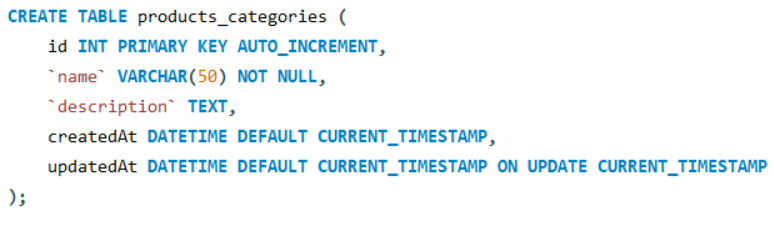 CREATE TABLE products_categories (
    id INT PRIMARY KEY AUTO_INCREMENT,
    `name` VARCHAR(50) NOT NULL,
    `description` TEXT,
    createdAt DATETIME DEFAULT CURRENT_TIMESTAMP,
    updatedAt DATETIME DEFAULT CURRENT_TIMESTAMP ON UPDATE CURRENT_TIMESTAMP
);